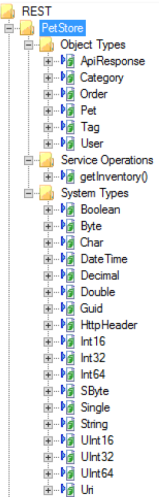 REST
PetStore
Object Types
ApiResponse
Category
Order
Pet
Tag
User
Service Operations
getInventory()
System Types
Boolean
Byte
Char
DateTime
Decimal
Double
Guid
HttpHeader
Int16
Int32
Int64
SByte
Single
String
UInt16
UInt32
UInt64
Uri